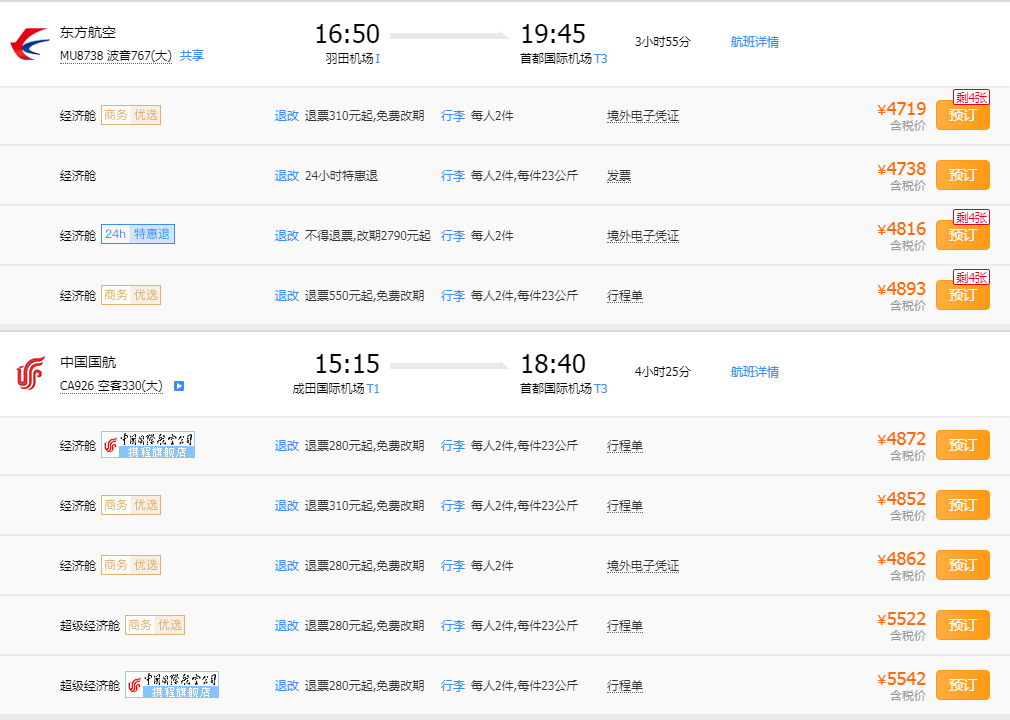 东方航空
MU8738 波音767(大) 共享
16:50
羽田机场I
19:45
首都国际机场T3
3小时55分
航班详情
经济舱 商务 优选 退改 退票310元起,免费改期 行李 每人2件 境外电子凭证 ¥4719 含税价 剩4张 预订
经济舱 退改 24小时特惠退 行李 每人2件,每件23公斤 发票 ¥4738 含税价 预订
经济舱 24h 特惠退 退改 不得退票,改期2790元起 行李 每人2件 境外电子凭证 ¥4816 含税价 剩4张 预订
经济舱 商务 优选 退改 退票550元起,免费改期 行李 每人2件,每件23公斤 行程单 ¥4893 含税价 剩4张 预订
中国国航
CA926 空客330(大)
15:15
成田国际机场T1
18:40
首都国际机场T3
4小时25分
航班详情
经济舱 中国国际航空公司 携程旗舰店 退改 退票280元起,免费改期 行李 每人2件,每件23公斤 行程单 ¥4872 含税价 预订
经济舱 商务 优选 退改 退票310元起,免费改期 行李 每人2件,每件23公斤 行程单 ¥4852 含税价 预订
经济舱 商务 优选 退改 退票280元起,免费改期 行李 每人2件 境外电子凭证 ¥4862 含税价 预订
超级经济舱 商务 优选 退改 退票280元起,免费改期 行李 每人2件,每件23公斤 行程单 ¥5522 含税价 预订
超级经济舱 中国国际航空公司 携程旗舰店 退改 退票280元起,免费改期 行李 每人2件,每件23公斤 行程单 ¥5542 含税价 预订